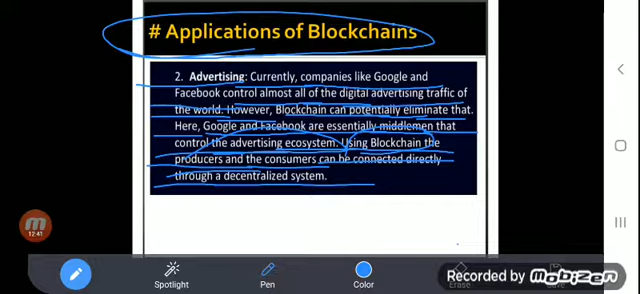 # Applications of Blockchains
2. Advertising: Currently, companies like Google and
Facebook control almost all of the digital advertising traffic of
the world. However, Blockchain can potentially eliminate that.
Here, Google and Facebook are essentially middlemen that
control the advertising ecosystem. Using Blockchain the
producers and the consumers can be connected directly
through a decentralized system.
12:41
Spotlight
Pen
Color
Erase
Save
Recorded by Mobizen